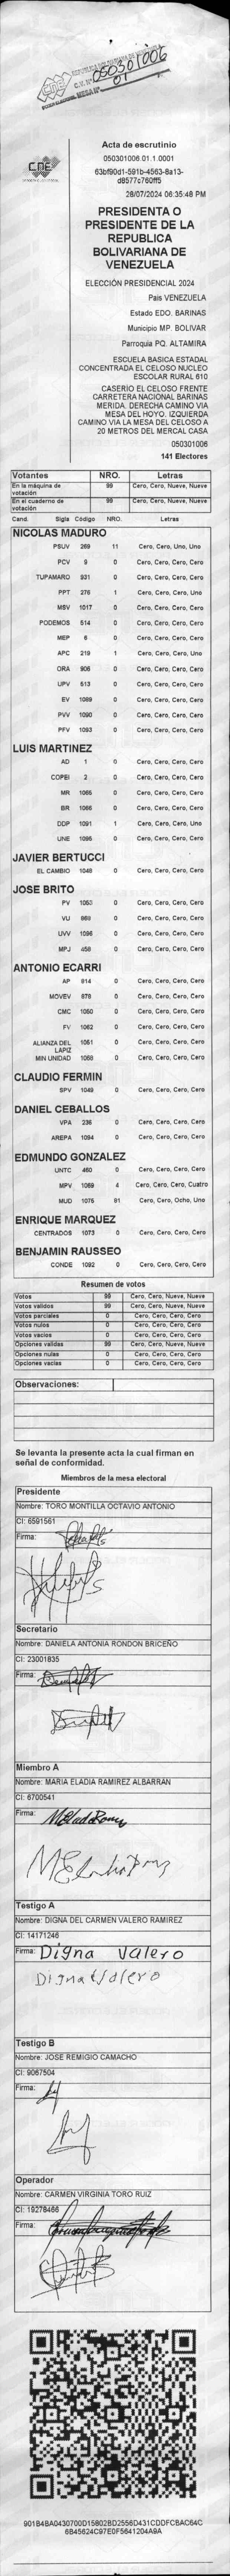 REPUBLICA BOLIVARIANA DE VENEZUELA
CNE
C.V. Nº 050301006
PODER ELECTORAL MESA Nº 01
CNE
Acta de escrutinio
050301006.01.1.0001
63bf90d1-591b-4563-8a13-
d8577c760ff5
28/07/2024 06:35:48 PM
PRESIDENTA O
PRESIDENTE DE LA
REPUBLICA
BOLIVARIANA DE
VENEZUELA
ELECCIÓN PRESIDENCIAL 2024
Pais VENEZUELA
Estado EDO. BARINAS
Municipio MP. BOLIVAR
Parroquia PQ. ALTAMIRA
ESCUELA BASICA ESTADAL
CONCENTRADA EL CELOSO NUCLEO
ESCOLAR RURAL 610
CASERÍO EL CELOSO FRENTE
CARRETERA NACIONAL BARINAS
MERIDA. DERECHA CAMINO VIA
MESA DEL HOYO. IZQUIERDA
CAMINO VIA LA MESA DEL CELOSO A
20 METROS DEL MERCAL CASA
050301006
141 Electores
Votantes NRO. Letras
En la máquina de votación 99 Cero, Cero, Nueve, Nueve
En el cuaderno de votación 99 Cero, Cero, Nueve, Nueve
Cand. Sigla Código NRO. Letras
NICOLAS MADURO
PSUV 269 11 Cero, Cero, Uno, Uno
PCV 9 0 Cero, Cero, Cero, Cero
TUPAMARO 931 0 Cero, Cero, Cero, Cero
PPT 276 1 Cero, Cero, Cero, Uno
MSV 1017 0 Cero, Cero, Cero, Cero
PODEMOS 514 0 Cero, Cero, Cero, Cero
MEP 6 0 Cero, Cero, Cero, Cero
APC 219 1 Cero, Cero, Cero, Uno
ORA 906 0 Cero, Cero, Cero, Cero
UPV 513 0 Cero, Cero, Cero, Cero
EV 1089 0 Cero, Cero, Cero, Cero
PVV 1090 0 Cero, Cero, Cero, Cero
PFV 1093 0 Cero, Cero, Cero, Cero
LUIS MARTINEZ
AD 1 0 Cero, Cero, Cero, Cero
COPEI 2 0 Cero, Cero, Cero, Cero
MR 1065 0 Cero, Cero, Cero, Cero
BR 1066 0 Cero, Cero, Cero, Cero
DDP 1091 1 Cero, Cero, Cero, Uno
UNE 1095 0 Cero, Cero, Cero, Cero
JAVIER BERTUCCI
EL CAMBIO 1048 0 Cero, Cero, Cero, Cero
JOSE BRITO
PV 1053 0 Cero, Cero, Cero, Cero
VU 868 0 Cero, Cero, Cero, Cero
UVV 1096 0 Cero, Cero, Cero, Cero
MPJ 458 0 Cero, Cero, Cero, Cero
ANTONIO ECARRI
AP 914 0 Cero, Cero, Cero, Cero
MOVEV 879 0 Cero, Cero, Cero, Cero
CMC 1050 0 Cero, Cero, Cero, Cero
FV 1062 0 Cero, Cero, Cero, Cero
ALIANZA DEL LAPIZ 1051 0 Cero, Cero, Cero, Cero
MIN UNIDAD 1058 0 Cero, Cero, Cero, Cero
CLAUDIO FERMIN
SPV 1049 0 Cero, Cero, Cero, Cero
DANIEL CEBALLOS
VPA 236 0 Cero, Cero, Cero, Cero
AREPA 1094 0 Cero, Cero, Cero, Cero
EDMUNDO GONZALEZ
UNTC 460 0 Cero, Cero, Cero, Cero
MPV 1069 4 Cero, Cero, Cero, Cuatro
MUD 1075 81 Cero, Cero, Ocho, Uno
ENRIQUE MARQUEZ
CENTRADOS 1073 0 Cero, Cero, Cero, Cero
BENJAMIN RAUSSEO
CONDE 1092 0 Cero, Cero, Cero, Cero
Resumen de votos
Votos 99 Cero, Cero, Nueve, Nueve
Votos validos 99 Cero, Cero, Nueve, Nueve
Votos parciales 0 Cero, Cero, Cero, Cero
Votos nulos 0 Cero, Cero, Cero, Cero
Votos vacios 0 Cero, Cero, Cero, Cero
Opciones validas 99 Cero, Cero, Nueve, Nueve
Opciones nulas 0 Cero, Cero, Cero, Cero
Opciones vacias 0 Cero, Cero, Cero, Cero
Observaciones:
Se levanta la presente acta la cual firman en
señal de conformidad.
Miembros de la mesa electoral
Presidente
Nombre: TORO MONTILLA OCTAVIO ANTONIO
CI: 6591561
Firma:
Secretario
Nombre: DANIELA ANTONIA RONDON BRICEÑO
CI: 23001835
Firma:
Miembro A
Nombre: MARIA ELADIA RAMIREZ ALBARRAN
CI: 6700541
Firma:
Testigo A
Nombre: DIGNA DEL CARMEN VALERO RAMIREZ
CI: 14171246
Firma: Digna Valero
Digna Valero
Testigo B
Nombre: JOSE REMIGIO CAMACHO
CI: 9067504
Firma:
Operador
Nombre: CARMEN VIRGINIA TORO RUIZ
CI: 19278466
Firma:
901B4BA0430700D15802BD2556D431CDDFCBAC64C
6B45624C97E0F5641204A9A